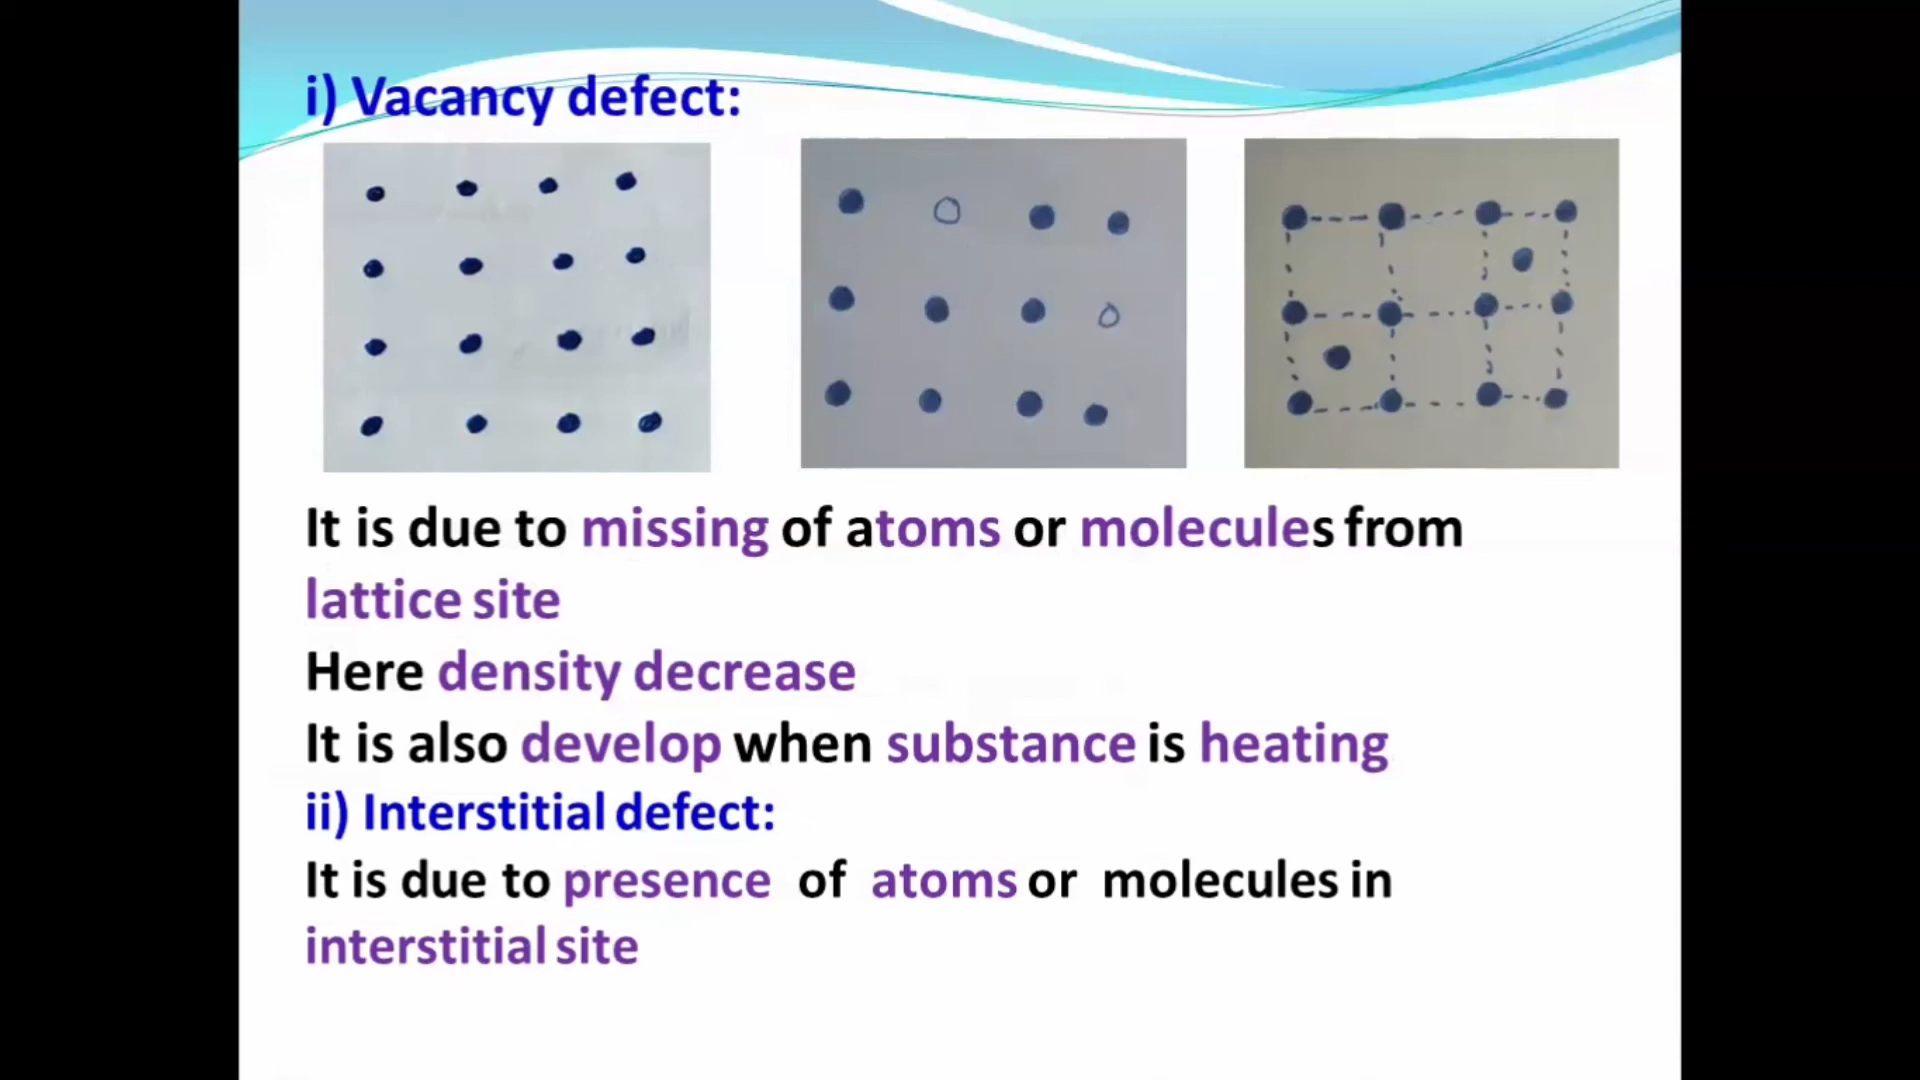 i) Vacancy defect:
It is due to missing of atoms or molecules from
lattice site
Here density decrease
It is also develop when substance is heating
ii) Interstitial defect:
It is due to presence of atoms or molecules in
interstitial site